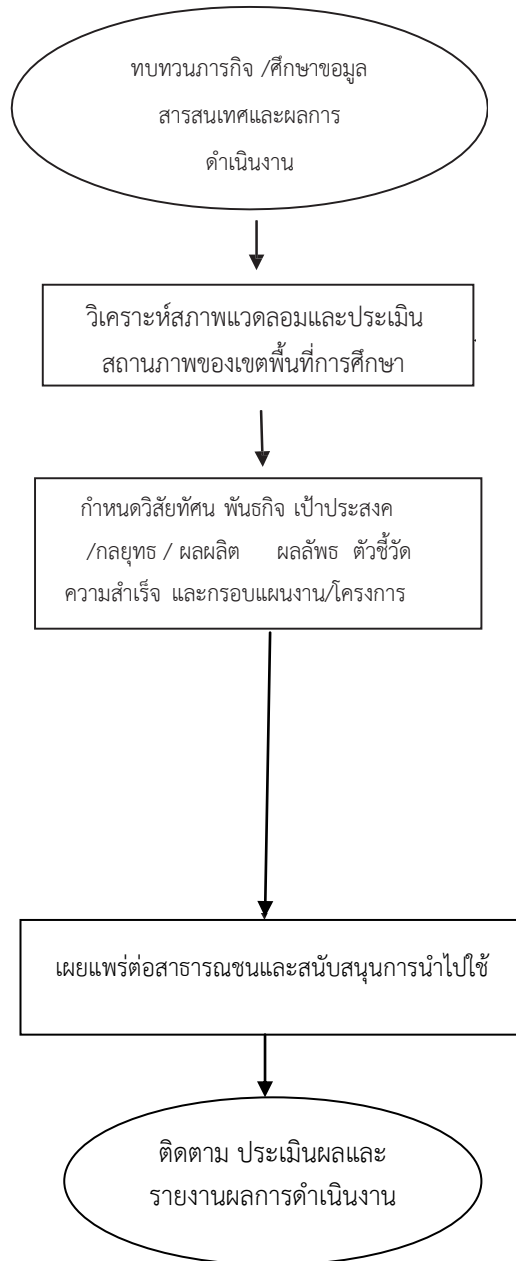 ทบทวนภารกิจ /ศึกษาขอมูล
สารสนเทศและผลการ
ดำเนินงาน
วิเคราะห์สภาพแวดลอมและประเมิน
สถานภาพของเขตพื้นที่การศึกษา
กำหนดวิสัยทัศน พันธกิจ เป้าประสงค
/กลยุทธ / ผลผลิต ผลลัพธ ตัวชี้วัด
ความสำเร็จ และกรอบแผนงาน/โครงการ
เผยแพร่ต่อสาธารณชนและสนับสนุนการนำไปใช้
ติดตาม ประเมินผลและ
รายงานผลการดำเนินงาน